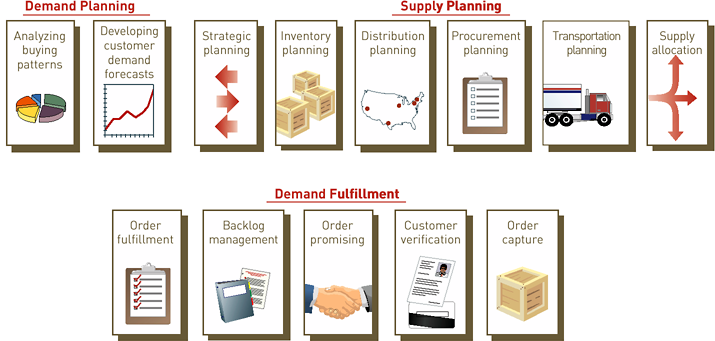 Demand Planning
Supply Planning
Analyzing
buying
patterns
Developing
customer
demand
forecasts
Strategic
planning
Inventory
planning
Distribution
planning
Procurement
planning
Transportation
planning
Supply
allocation
Demand Fulfillment
Order
fulfillment
Backlog
management
Order
promising
Customer
verification
Order
capture